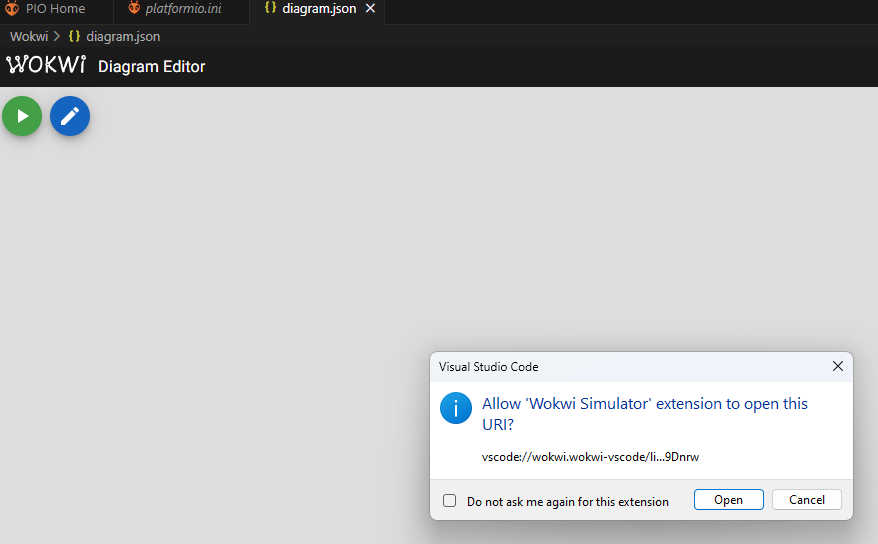 PIO Home
platformio.ini
{} diagram.json
Wokwi > {} diagram.json
WOKWI Diagram Editor
Visual Studio Code
i
Allow 'Wokwi Simulator' extension to open this
URI?
vscode://wokwi.wokwi-vscode/li...9Dnrw
Do not ask me again for this extension
Open
Cancel